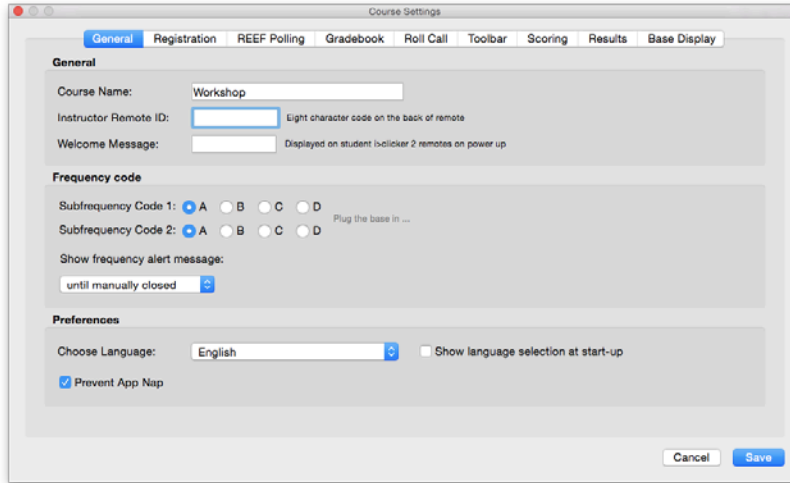 Course Settings
General Registration REEF Polling Gradebook Roll Call Toolbar Scoring Results Base Display
General
Course Name: Workshop
Instructor Remote ID: Eight character code on the back of remote
Welcome Message: Displayed on student i>clicker 2 remotes on power up
Frequency code
Subfrequency Code 1: A B C D
Plug the base in ...
Subfrequency Code 2: A B C D
Show frequency alert message:
until manually closed
Preferences
Choose Language: English Show language selection at start-up
Prevent App Nap
Cancel Save